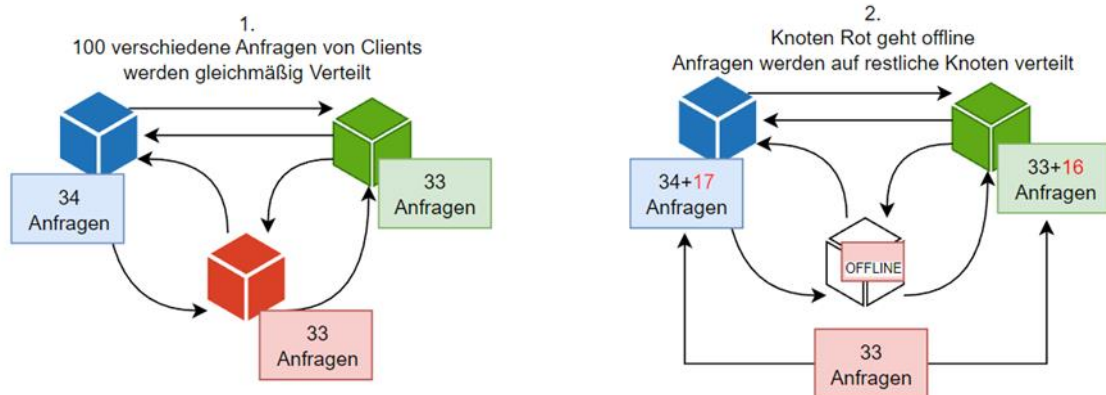 1.
100 verschiedene Anfragen von Clients
werden gleichmäßig Verteilt
34
Anfragen
33
Anfragen
33
Anfragen
2.
Knoten Rot geht offline
Anfragen werden auf restliche Knoten verteilt
34+17
Anfragen
33+16
Anfragen
OFFLINE
33
Anfragen